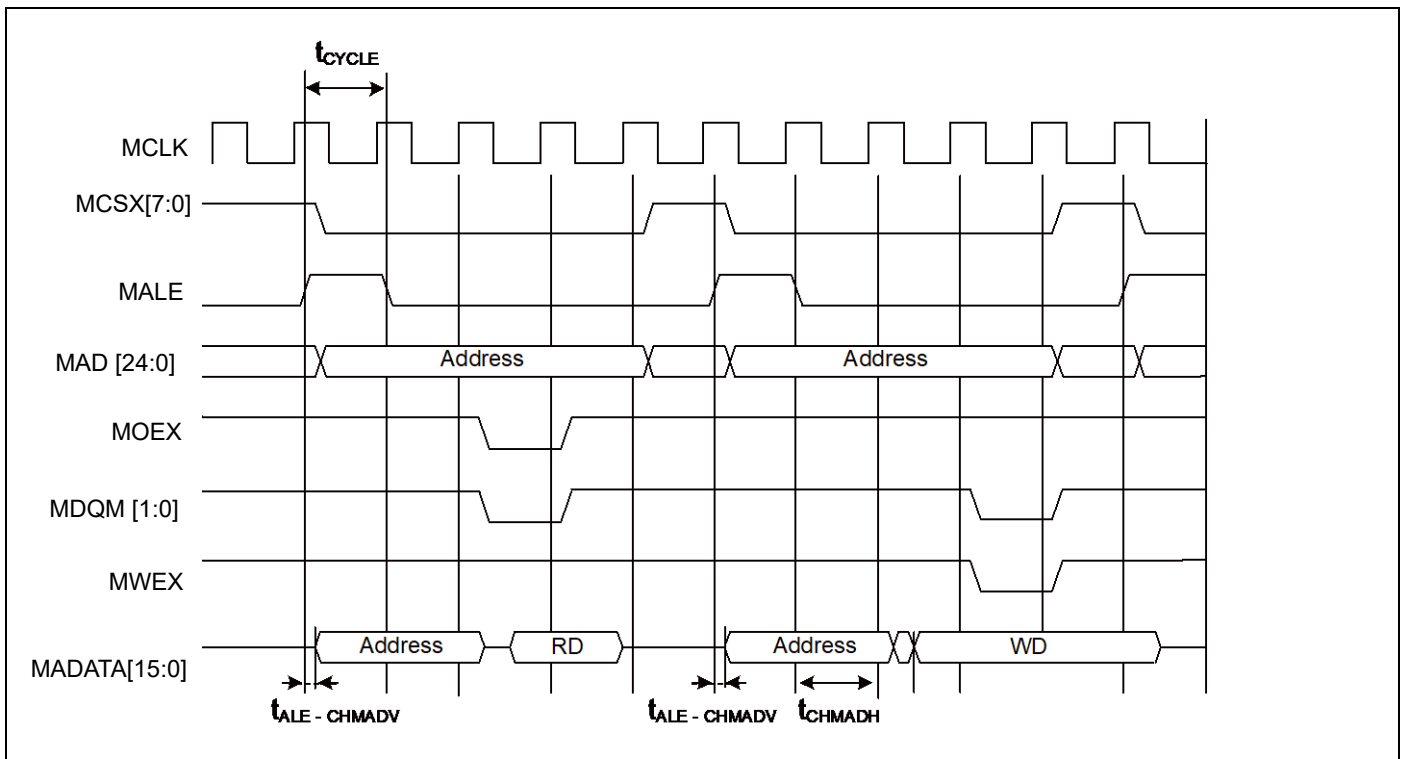 tCYCLE
MCLK
MCSX[7:0]
MALE
MAD [24:0] Address Address
MOEX
MDQM [1:0]
MWEX
MADATA[15:0] Address RD Address WD
tALE - CHMADV tALE - CHMADV tCHMADH